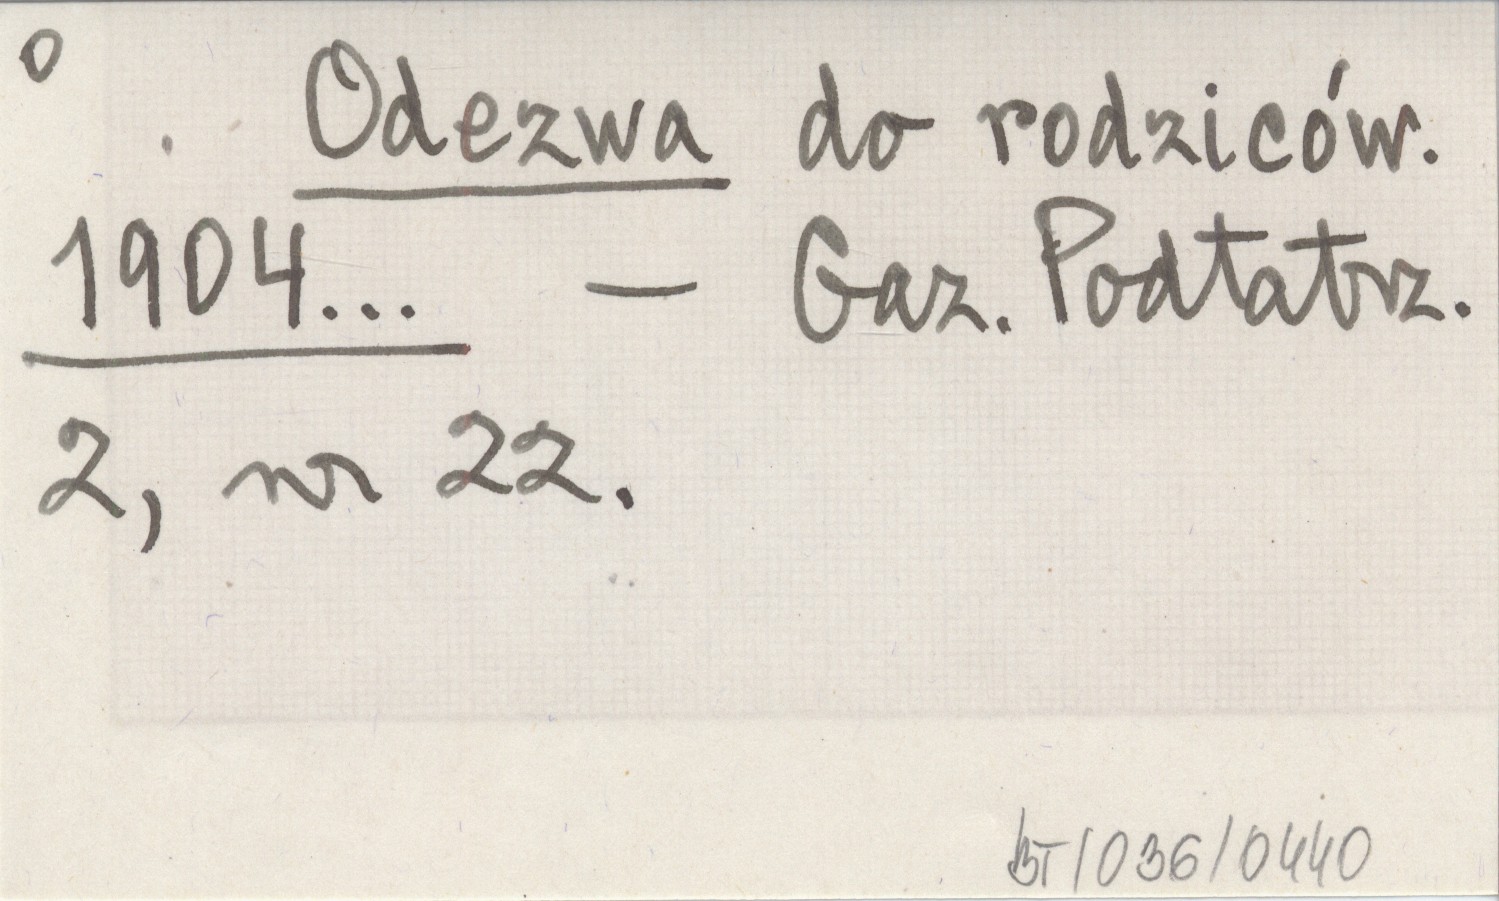 O
Odezwa do rodziców.
1904... — Gaz. Podtatrz.
2, nr 22.
BT/036/0440